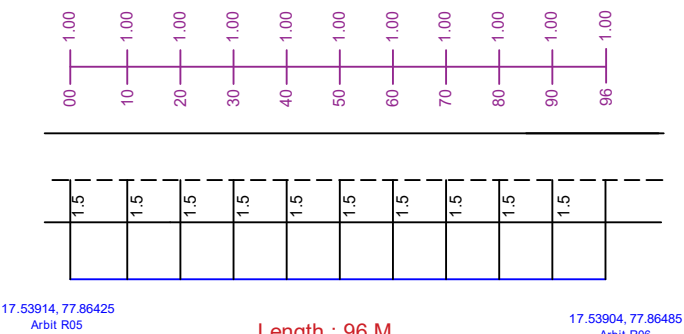 1.00 1.00 1.00 1.00 1.00 1.00 1.00 1.00 1.00 1.00 1.00
00 10 20 30 40 50 60 70 80 90 96
1.5 1.5 1.5 1.5 1.5 1.5 1.5 1.5 1.5 1.5
17.53914, 77.86425
Arbit R05
Length : 96 M
17.53904, 77.86485
Arbit R06